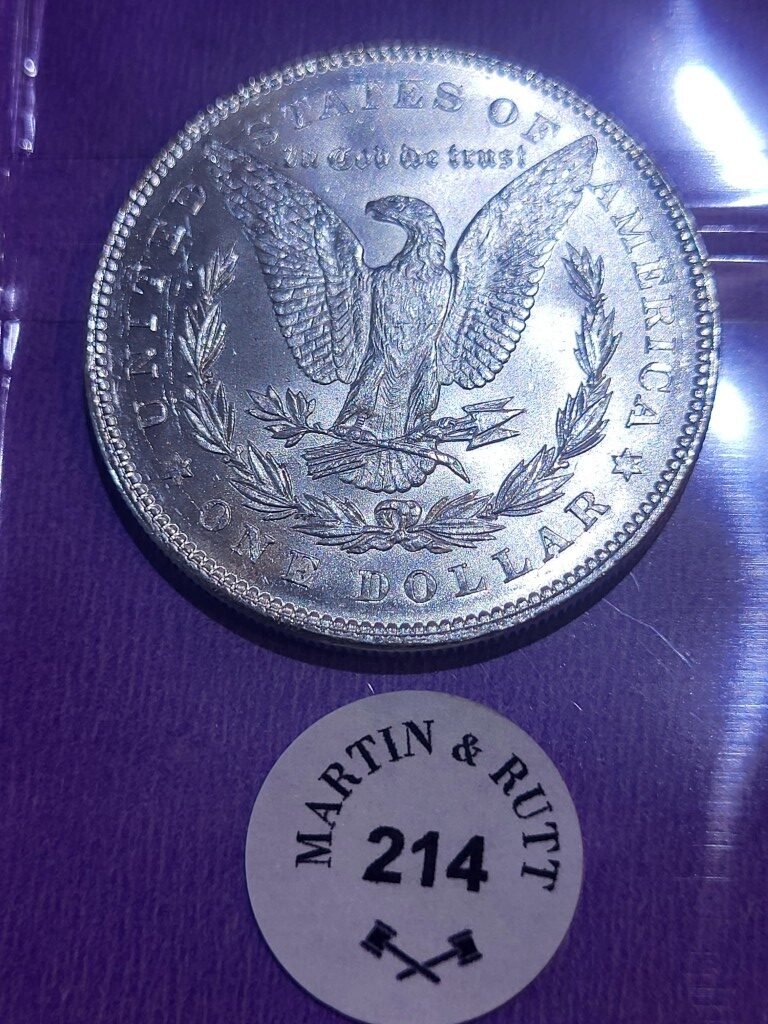 UNITED STATES OF AMERICA
In God we trust
ONE DOLLAR
MARTIN & RUTT
214